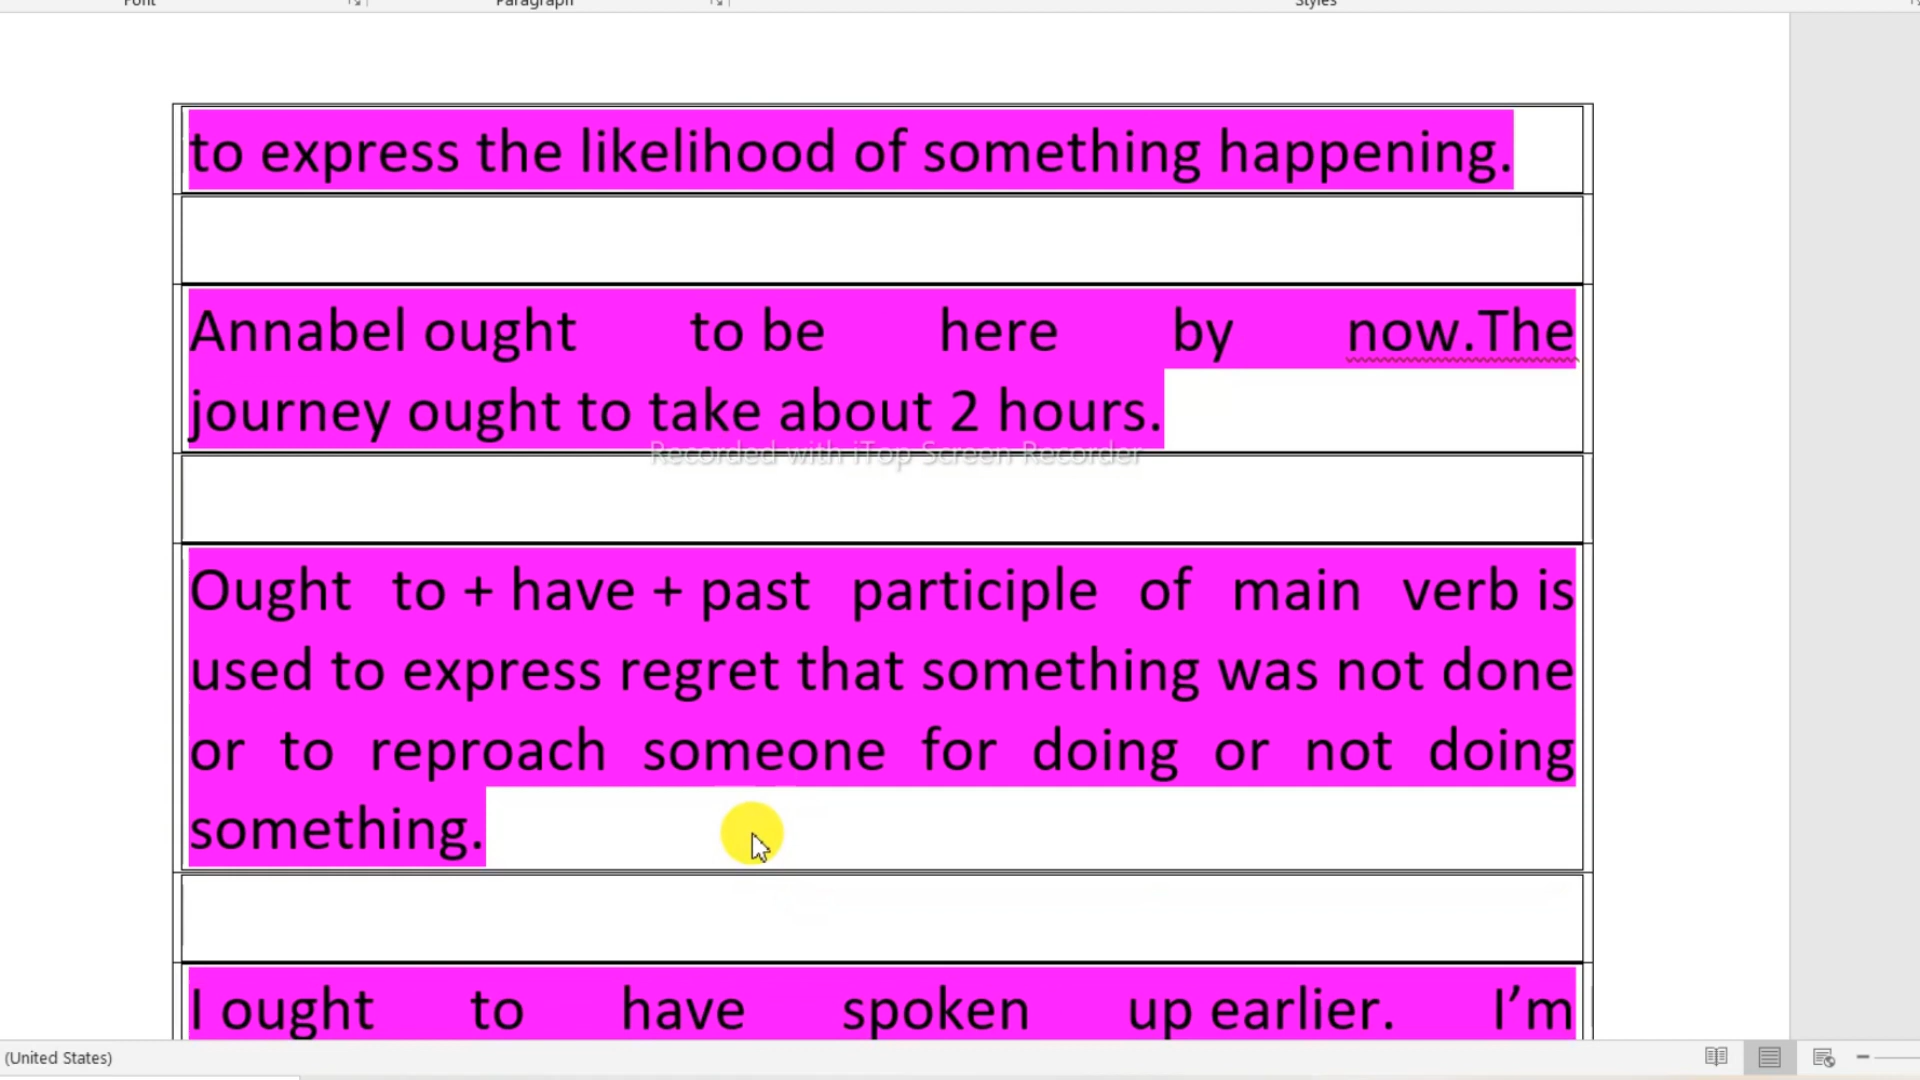 Font Paragraph Styles
to express the likelihood of something happening.
Annabel ought to be here by now.The
journey ought to take about 2 hours.
Recorded with iTop Screen Recorder
Ought to + have + past participle of main verb is
used to express regret that something was not done
or to reproach someone for doing or not doing
something.
I ought to have spoken up earlier. I’m
(United States)